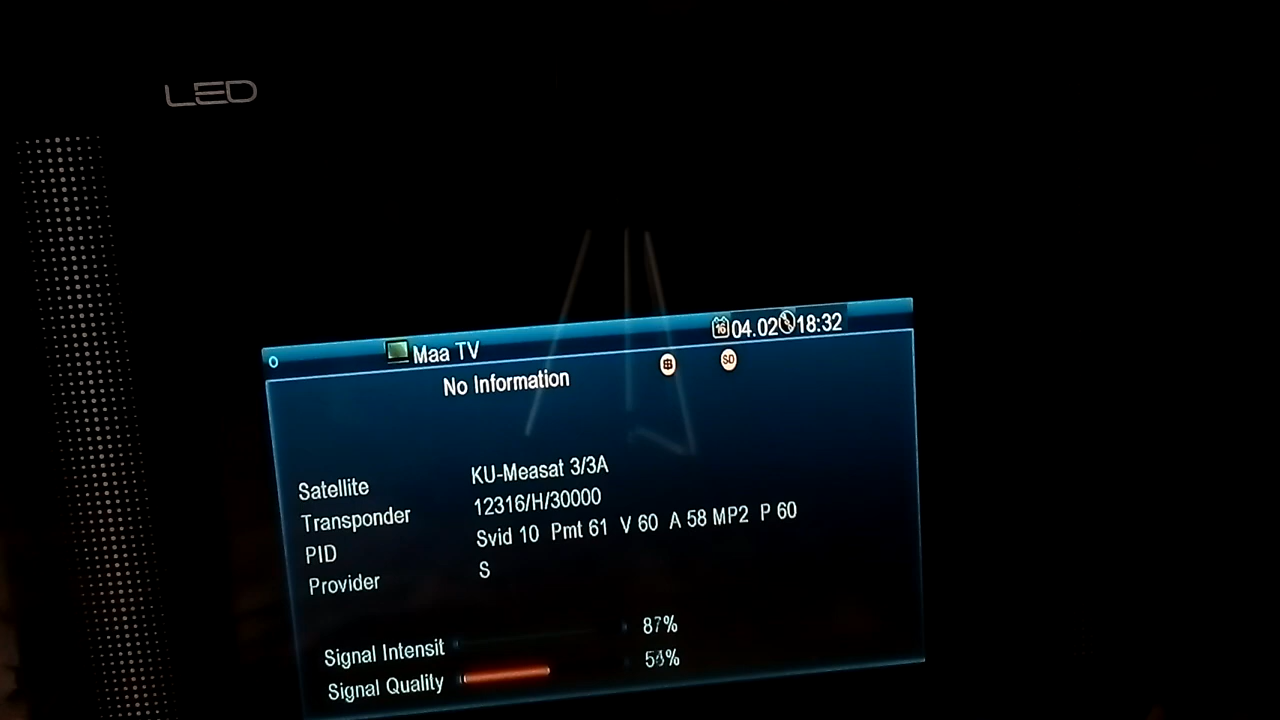 LED
Maa TV
16 04.02 18:32
No Information
SD
Satellite KU-Measat 3/3A
Transponder 12316/H/30000
PID Svid 10 Pmt 61 V 60 A 58 MP2 P 60
Provider S
Signal Intensit 87%
Signal Quality